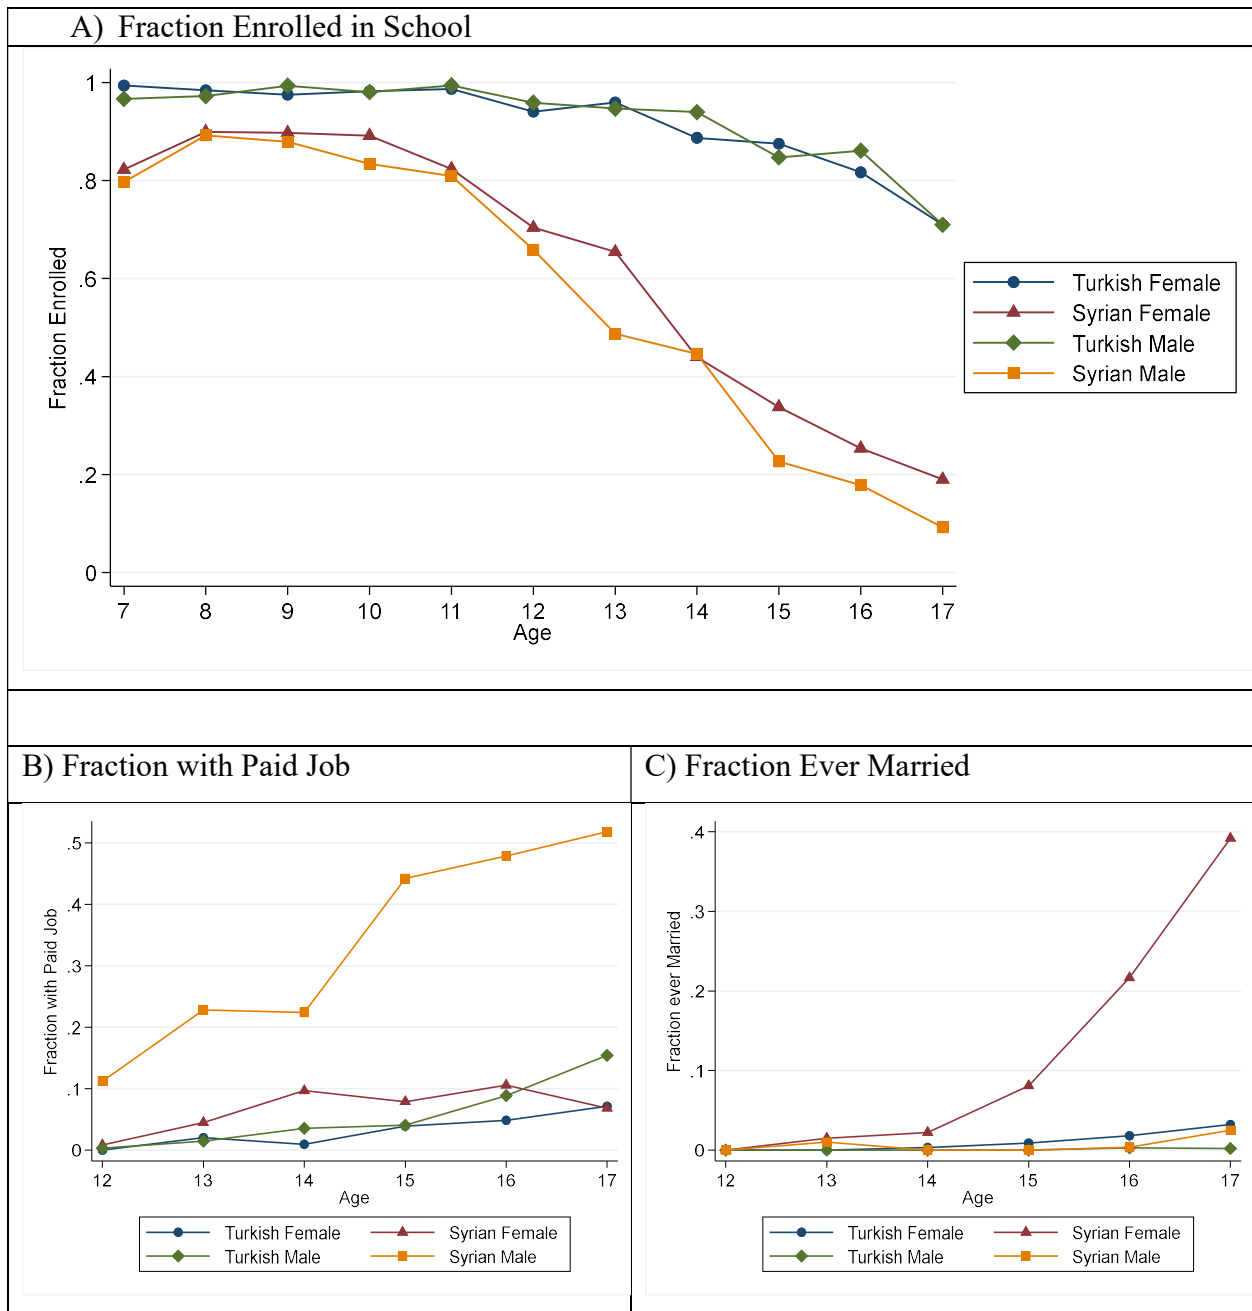 A) Fraction Enrolled in School
1
.8
.6
.4
.2
0
Fraction Enrolled
7 8 9 10 11 12 13 14 15 16 17
Age
Turkish Female
Syrian Female
Turkish Male
Syrian Male
B) Fraction with Paid Job
.5
.4
.3
.2
.1
0
Fraction with Paid Job
12 13 14 15 16 17
Age
Turkish Female Syrian Female
Turkish Male Syrian Male
C) Fraction Ever Married
.4
.3
.2
.1
0
Fraction ever Married
12 13 14 15 16 17
Age
Turkish Female Syrian Female
Turkish Male Syrian Male